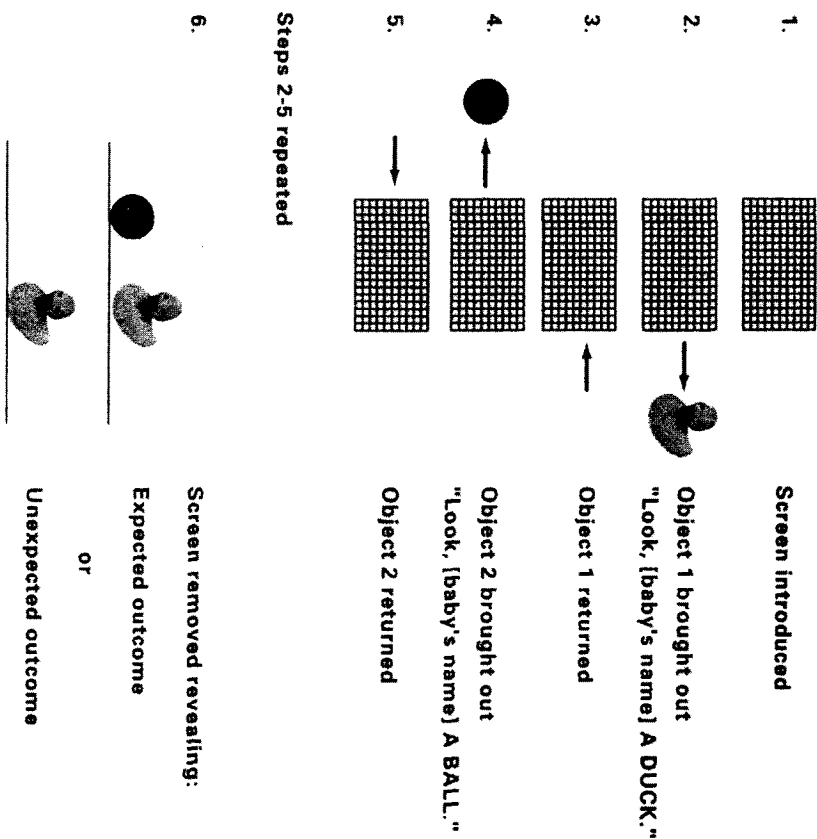 1. Screen introduced
2. Object 1 brought out
"Look, [baby's name] A DUCK."
3. Object 1 returned
4. Object 2 brought out
"Look, [baby's name] A BALL."
5. Object 2 returned
Steps 2-5 repeated
6. Screen removed revealing:
Expected outcome
or
Unexpected outcome